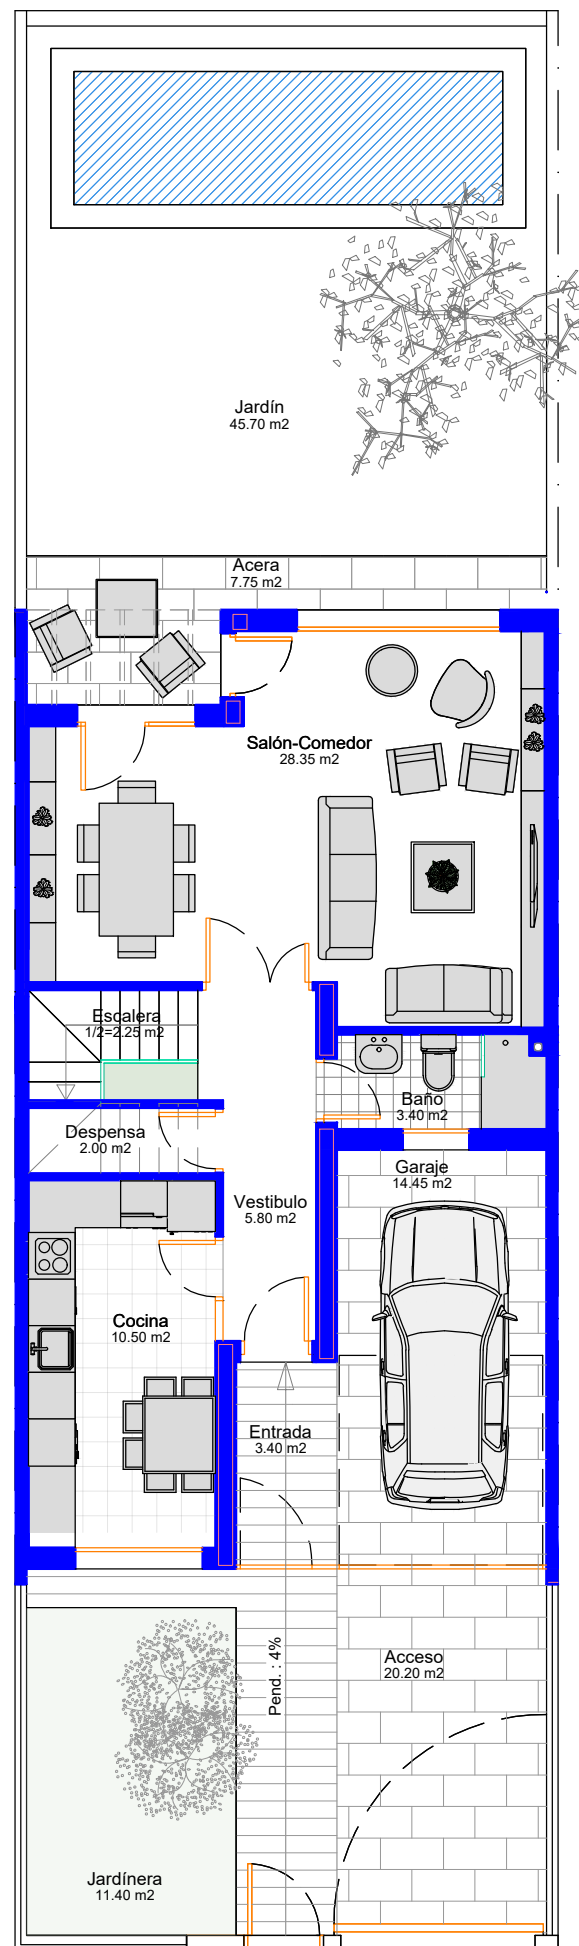 Jardín
45.70 m2
Acera
7.75 m2
Salón-Comedor
28.35 m2
Escalera
1/2=2.25 m2
Baño
3.40 m2
Despensa
2.00 m2
Garaje
14.45 m2
Vestibulo
5.80 m2
Cocina
10.50 m2
Entrada
3.40 m2
Pend. : 4%
Acceso
20.20 m2
Jardínera
11.40 m2